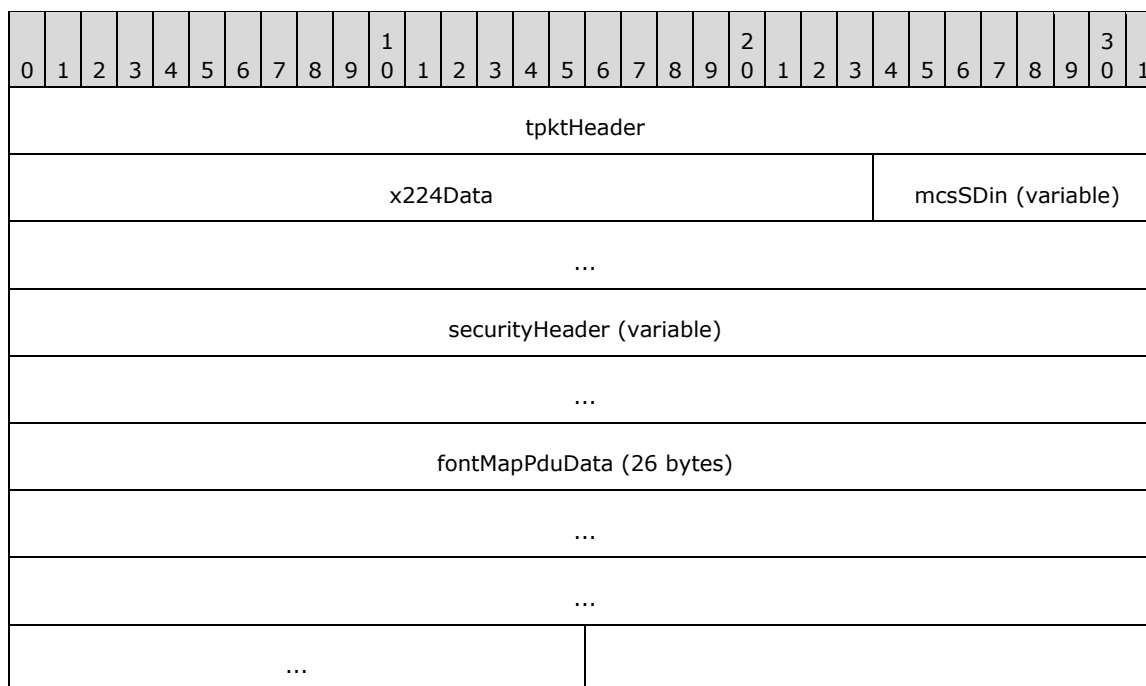 1 2 3
0 1 2 3 4 5 6 7 8 9 0 1 2 3 4 5 6 7 8 9 0 1 2 3 4 5 6 7 8 9 0 1
tpktHeader
x224Data mcsSDin (variable)
...
securityHeader (variable)
...
fontMapPduData (26 bytes)
...
...
...